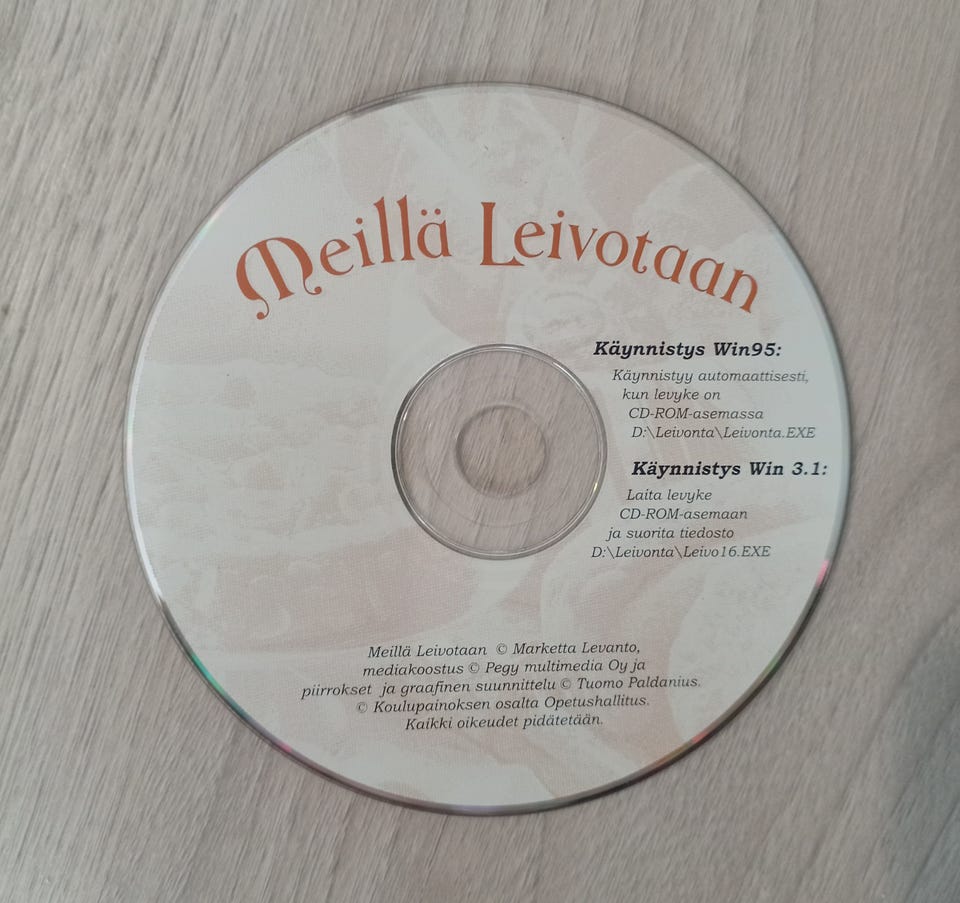 Meillä Leivotaan
Käynnistys Win95:
Käynnistyy automaattisesti,
kun levyke on
CD-ROM-asemassa
D:\Leivonta\Leivonta.EXE
Käynnistys Win 3.1:
Laita levyke
CD-ROM-asemaan
ja suorita tiedosto
D:\Leivonta\Leivo16.EXE
Meillä Leivotaan © Marketta Levanto,
mediakoostus © Pegy multimedia Oy ja
piirrokset ja graafinen suunnittelu © Tuomo Paldanius.
© Koulupainoksen osalta Opetushallitus.
Kaikki oikeudet pidätetään.